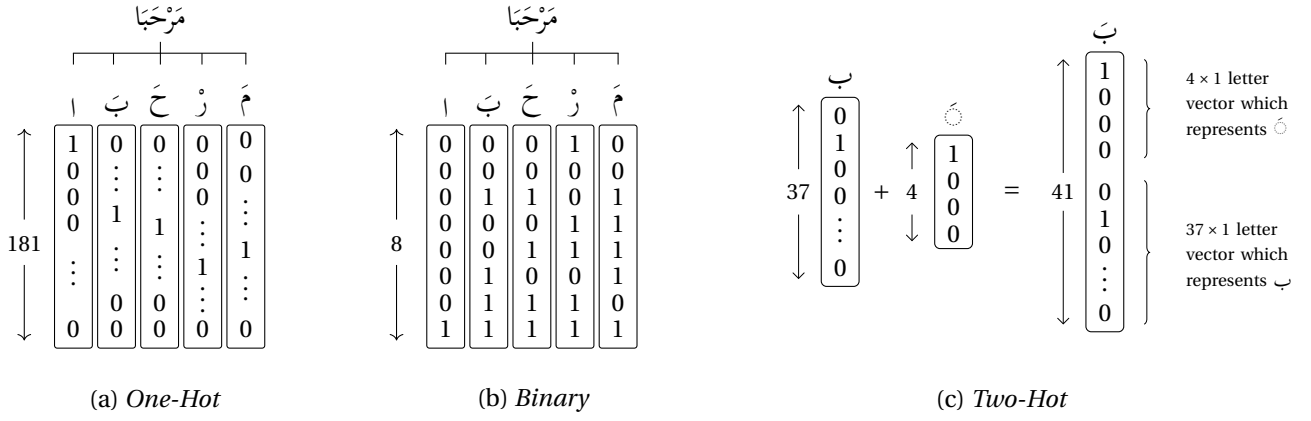 مَرْحَبَا
مَ رْ حَ بَ ا
181
1 0 0 0 0
0 ⋮ ⋮ 0 0
0 1 1 ⋮ ⋮
0 ⋮ ⋮ 1 1
⋮ 0 0 ⋮ ⋮
0 0 0 0 0
(a) One-Hot
مَرْحَبَا
مَ رْ حَ بَ ا
8
0 0 0 1 0
0 0 0 0 0
0 1 1 0 1
0 0 0 1 1
0 0 1 1 1
0 1 0 0 1
0 1 1 1 0
1 1 1 1 1
(b) Binary
ب
37
0
1
0
0
⋮
0
+
◌َ
4
1
0
0
0
=
بَ
41
1
0
0
0
0
1
0
⋮
0
4 × 1 letter
vector which
represents ◌َ
37 × 1 letter
vector which
represents ب
(c) Two-Hot